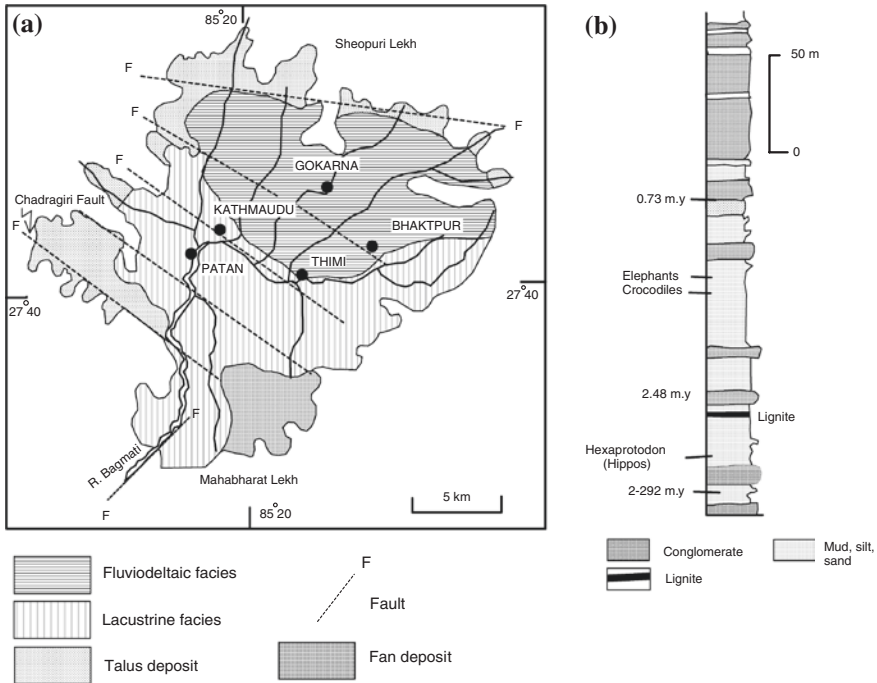 (a)
85 20°
Sheopuri Lekh
F
F
F
F
GOKARNA
Chadragiri Fault
F
KATHMAUDU
BHAKTPUR
THIMI
PATAN
27 40°
27 40°
F
R. Bagmati
Mahabharat Lekh
F
85 20°
5 km
(b)
50 m
0
0.73 m.y
Elephants
Crocodiles
2.48 m.y
Lignite
Hexaprotodon
(Hippos)
2-292 m.y
Conglomerate
Mud, silt,
sand
Lignite
Fluviodeltaic facies
F
Fault
Lacustrine facies
Talus deposit
Fan deposit